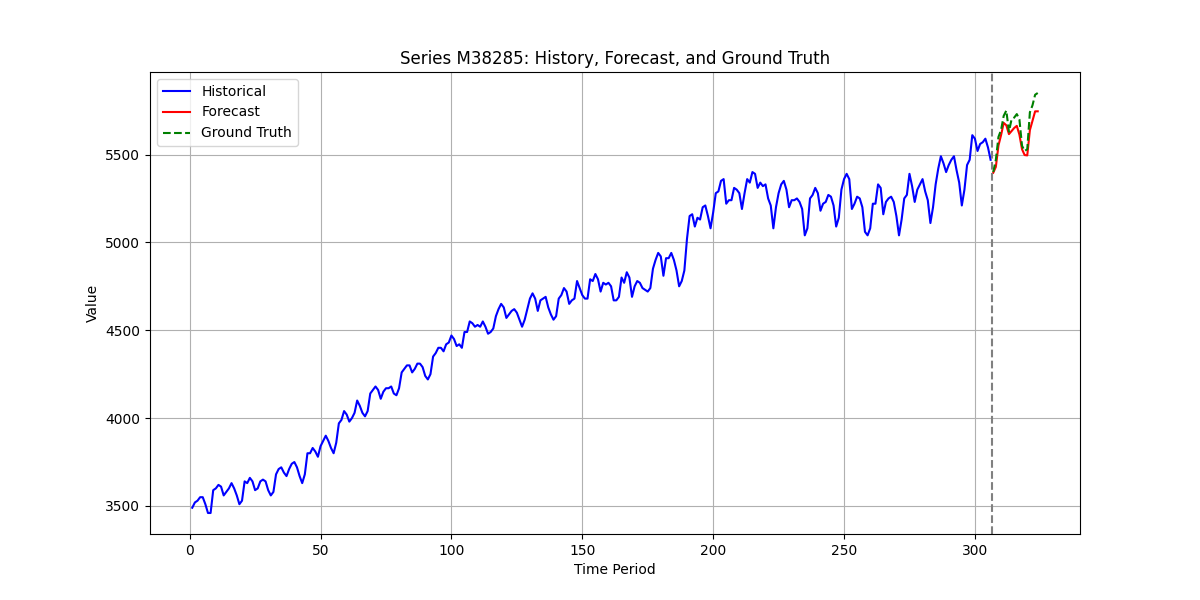 Series M38285: History, Forecast, and Ground Truth
Historical
Forecast
Ground Truth
5500
5000
4500
4000
3500
Value
0 50 100 150 200 250 300
Time Period